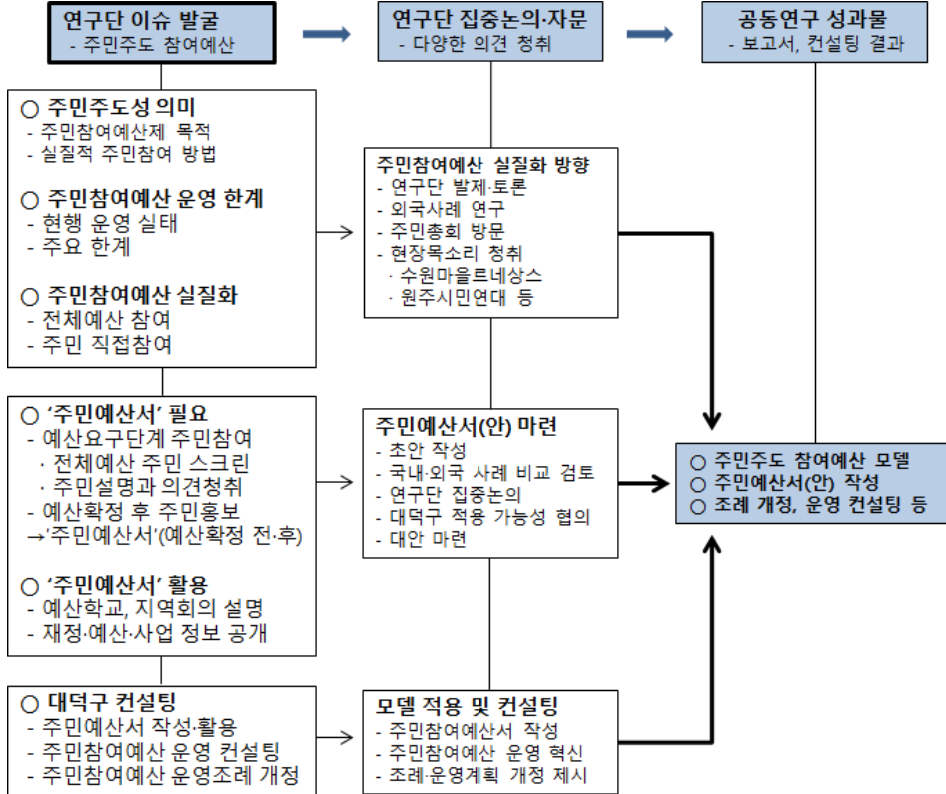 연구단 이슈 발굴
- 주민주도 참여예산
연구단 집중논의·자문
- 다양한 의견 청취
공동연구 성과물
- 보고서, 컨설팅 결과
○ 주민주도성 의미
- 주민참여예산제 목적
- 실질적 주민참여 방법
○ 주민참여예산 운영 한계
- 현행 운영 실태
- 주요 한계
○ 주민참여예산 실질화
- 전체예산 참여
- 주민 직접참여
주민참여예산 실질화 방향
- 연구단 발제·토론
- 외국사례 연구
- 주민총회 방문
- 현장목소리 청취
· 수원마을르네상스
· 원주시민연대 등
○ ‘주민예산서’ 필요
- 예산요구단계 주민참여
· 전체예산 주민 스크린
· 주민설명과 의견청취
- 예산확정 후 주민홍보
→‘주민예산서’(예산확정 전·후)
○ ‘주민예산서’ 활용
- 예산학교, 지역회의 설명
- 재정·예산·사업 정보 공개
주민예산서(안) 마련
- 초안 작성
- 국내·외국 사례 비교 검토
- 연구단 집중논의
- 대덕구 적용 가능성 협의
- 대안 마련
○ 주민주도 참여예산 모델
○ 주민예산서(안) 작성
○ 조례 개정, 운영 컨설팅 등
○ 대덕구 컨설팅
- 주민예산서 작성·활용
- 주민참여예산 운영 컨설팅
- 주민참여예산 운영조례 개정
모델 적용 및 컨설팅
- 주민참여예산서 작성
- 주민참여예산 운영 혁신
- 조례·운영계획 개정 제시